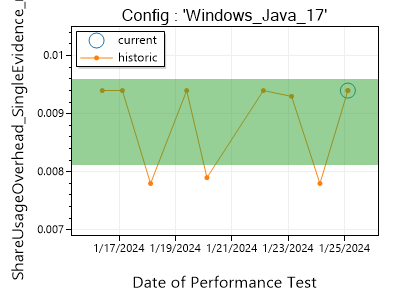 Config : 'Windows_Java_17'
ShareUsageOverhead_SingleEvidence_
current
historic
0.01
0.009
0.008
0.007
1/17/2024
1/19/2024
1/21/2024
1/23/2024
1/25/2024
Date of Performance Test